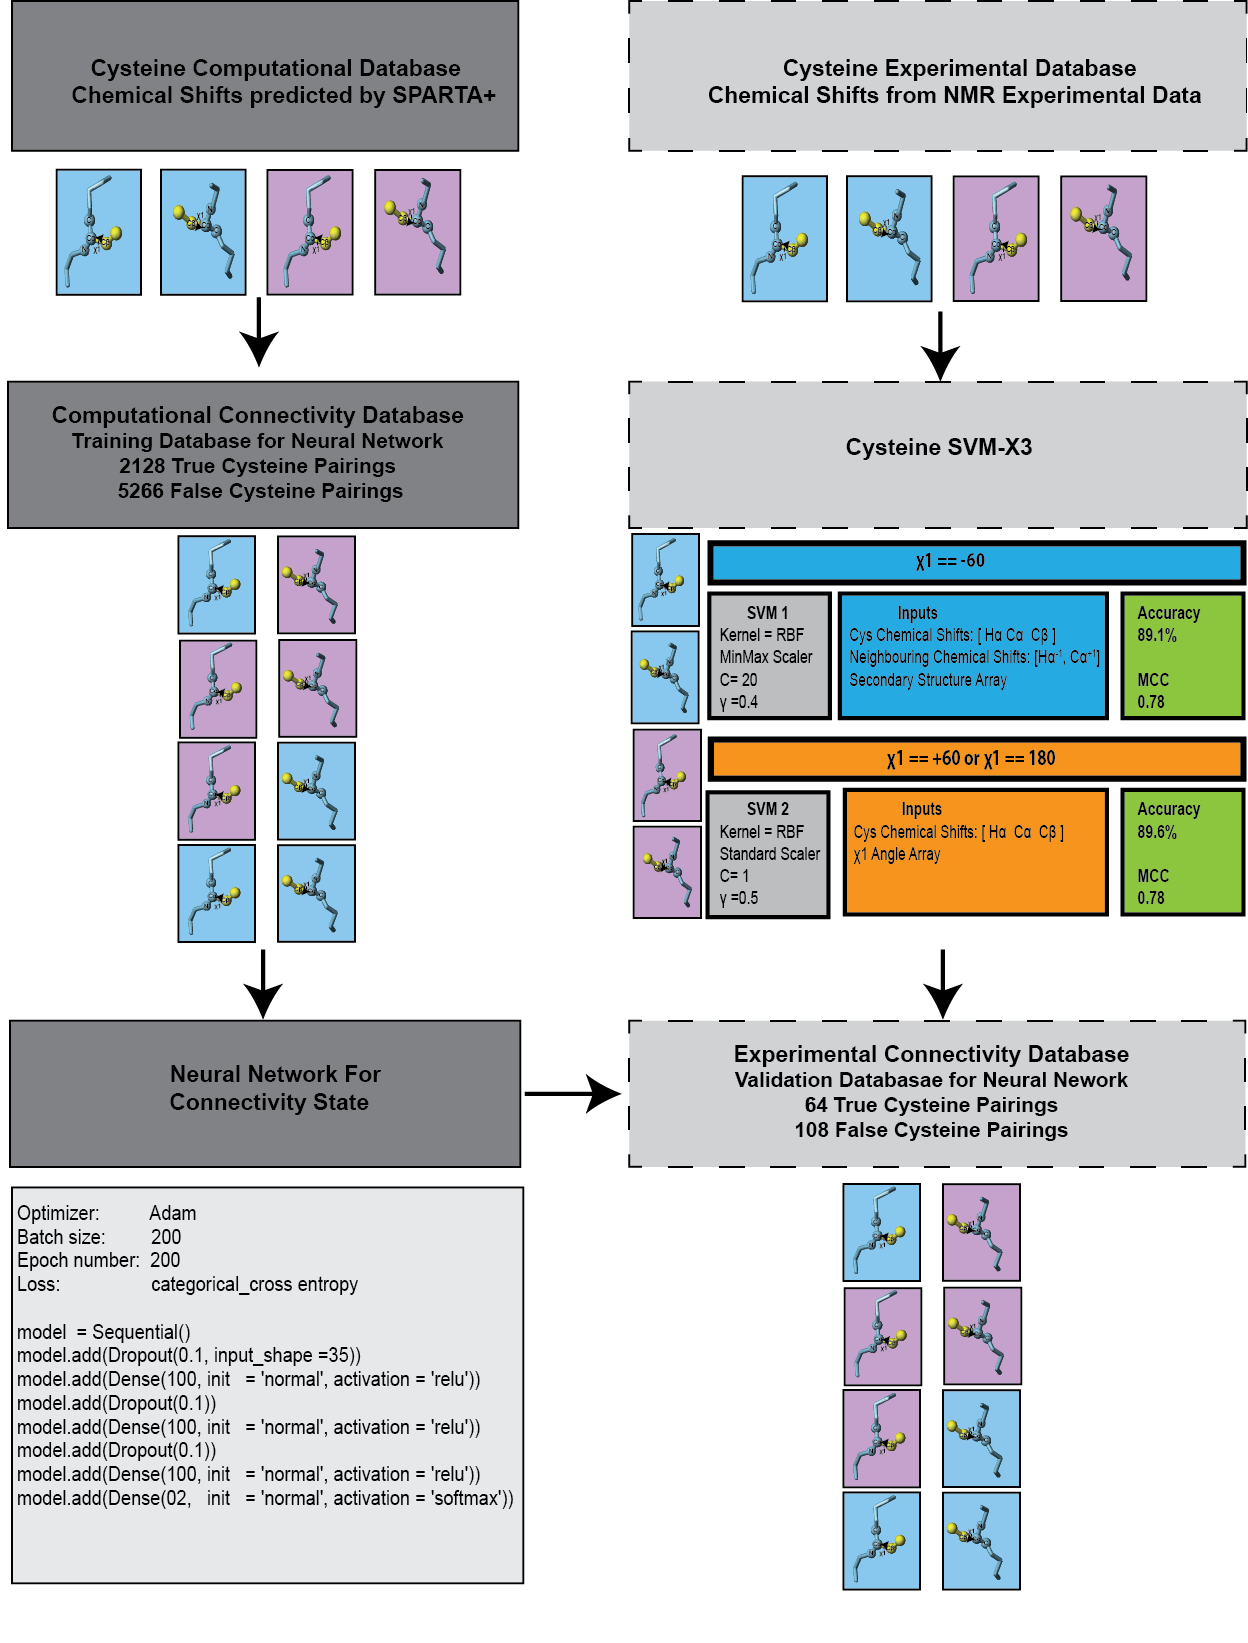 Cysteine Computational Database
Chemical Shifts predicted by SPARTA+
Computational Connectivity Database
Training Database for Neural Network
2128 True Cysteine Pairings
5266 False Cysteine Pairings
Neural Network For
Connectivity State
Optimizer: Adam
Batch size: 200
Epoch number: 200
Loss: categorical_cross entropy
model = Sequential()
model.add(Dropout(0.1, input_shape =35))
model.add(Dense(100, init = 'normal', activation = 'relu'))
model.add(Dropout(0.1))
model.add(Dense(100, init = 'normal', activation = 'relu'))
model.add(Dropout(0.1))
model.add(Dense(100, init = 'normal', activation = 'relu'))
model.add(Dense(02, init = 'normal', activation = 'softmax'))
Cysteine Experimental Database
Chemical Shifts from NMR Experimental Data
Cysteine SVM-X3
χ1 == -60
SVM 1
Kernel = RBF
MinMax Scaler
C= 20
γ =0.4
Inputs
Cys Chemical Shifts: [ Hα Cα Cβ ]
Neighbouring Chemical Shifts: [Hα⁻¹, Cα⁺¹]
Secondary Structure Array
Accuracy
89.1%
MCC
0.78
χ1 == +60 or χ1 == 180
SVM 2
Kernel = RBF
Standard Scaler
C= 1
γ =0.5
Inputs
Cys Chemical Shifts: [ Hα Cα Cβ ]
χ1 Angle Array
Accuracy
89.6%
MCC
0.78
Experimental Connectivity Database
Validation Databasae for Neural Nework
64 True Cysteine Pairings
108 False Cysteine Pairings